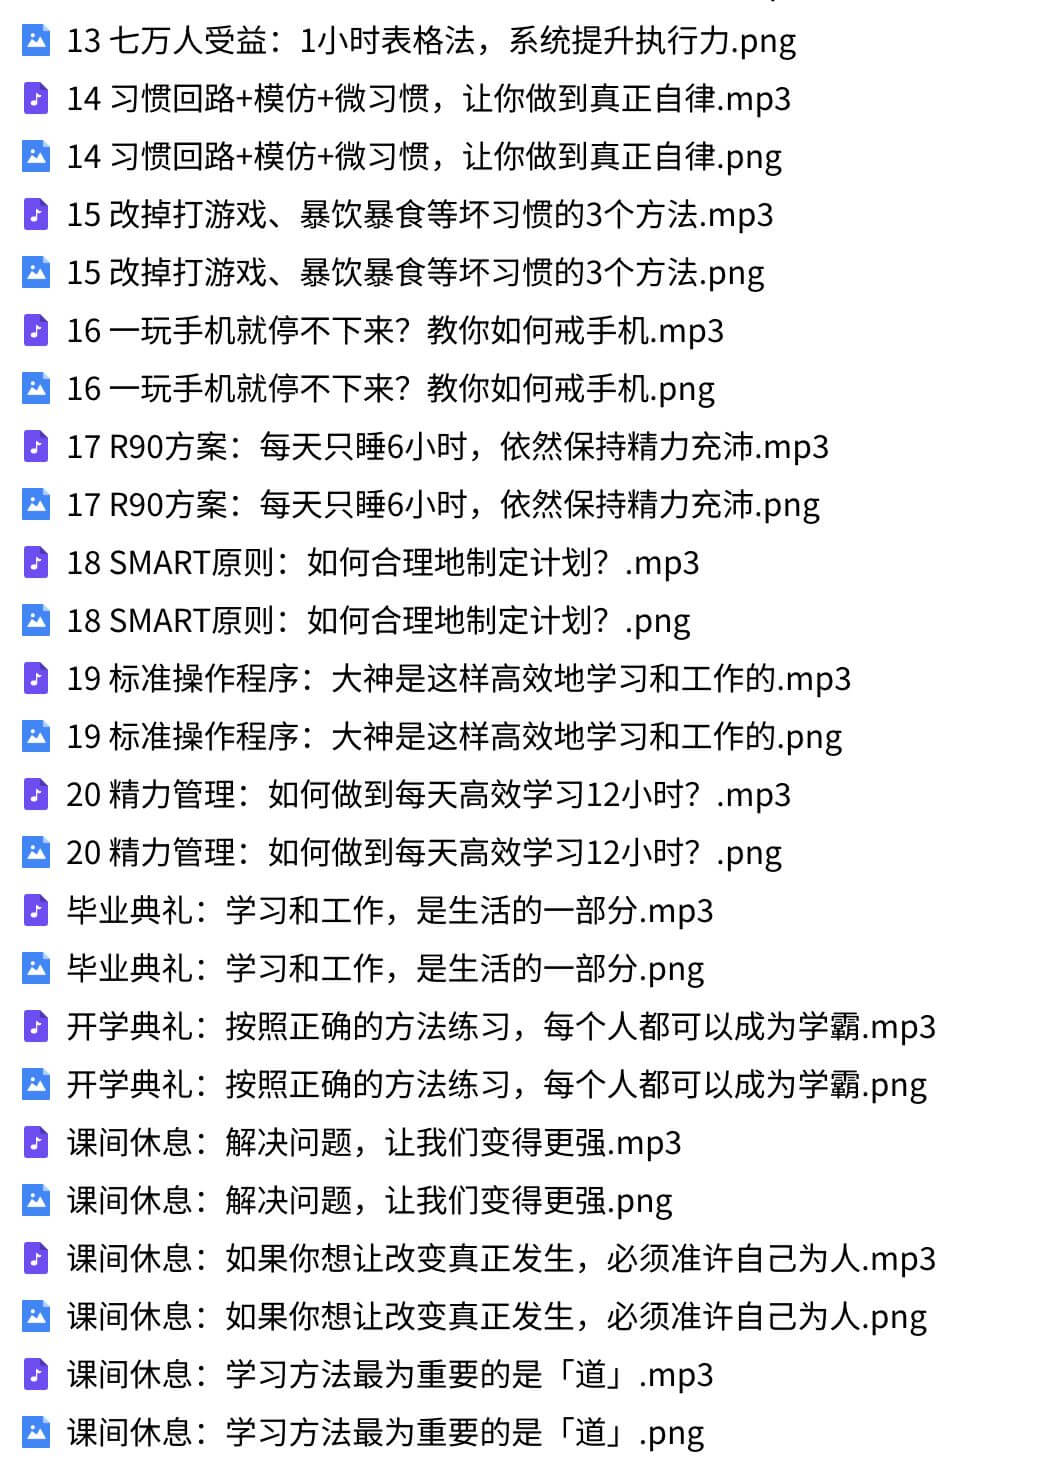 13 七万人受益：1小时表格法，系统提升执行力.png
14 习惯回路+模仿+微习惯，让你做到真正自律.mp3
14 习惯回路+模仿+微习惯，让你做到真正自律.png
15 改掉打游戏、暴饮暴食等坏习惯的3个方法.mp3
15 改掉打游戏、暴饮暴食等坏习惯的3个方法.png
16 一玩手机就停不下来？教你如何戒手机.mp3
16 一玩手机就停不下来？教你如何戒手机.png
17 R90方案：每天只睡6小时，依然保持精力充沛.mp3
17 R90方案：每天只睡6小时，依然保持精力充沛.png
18 SMART原则：如何合理地制定计划？.mp3
18 SMART原则：如何合理地制定计划？.png
19 标准操作程序：大神是这样高效地学习和工作的.mp3
19 标准操作程序：大神是这样高效地学习和工作的.png
20 精力管理：如何做到每天高效学习12小时？.mp3
20 精力管理：如何做到每天高效学习12小时？.png
毕业典礼：学习和工作，是生活的一部分.mp3
毕业典礼：学习和工作，是生活的一部分.png
开学典礼：按照正确的方法练习，每个人都可以成为学霸.mp3
开学典礼：按照正确的方法练习，每个人都可以成为学霸.png
课间休息：解决问题，让我们变得更强.mp3
课间休息：解决问题，让我们变得更强.png
课间休息：如果你想让改变真正发生，必须准许自己为人.mp3
课间休息：如果你想让改变真正发生，必须准许自己为人.png
课间休息：学习方法最为重要的是「道」.mp3
课间休息：学习方法最为重要的是「道」.png